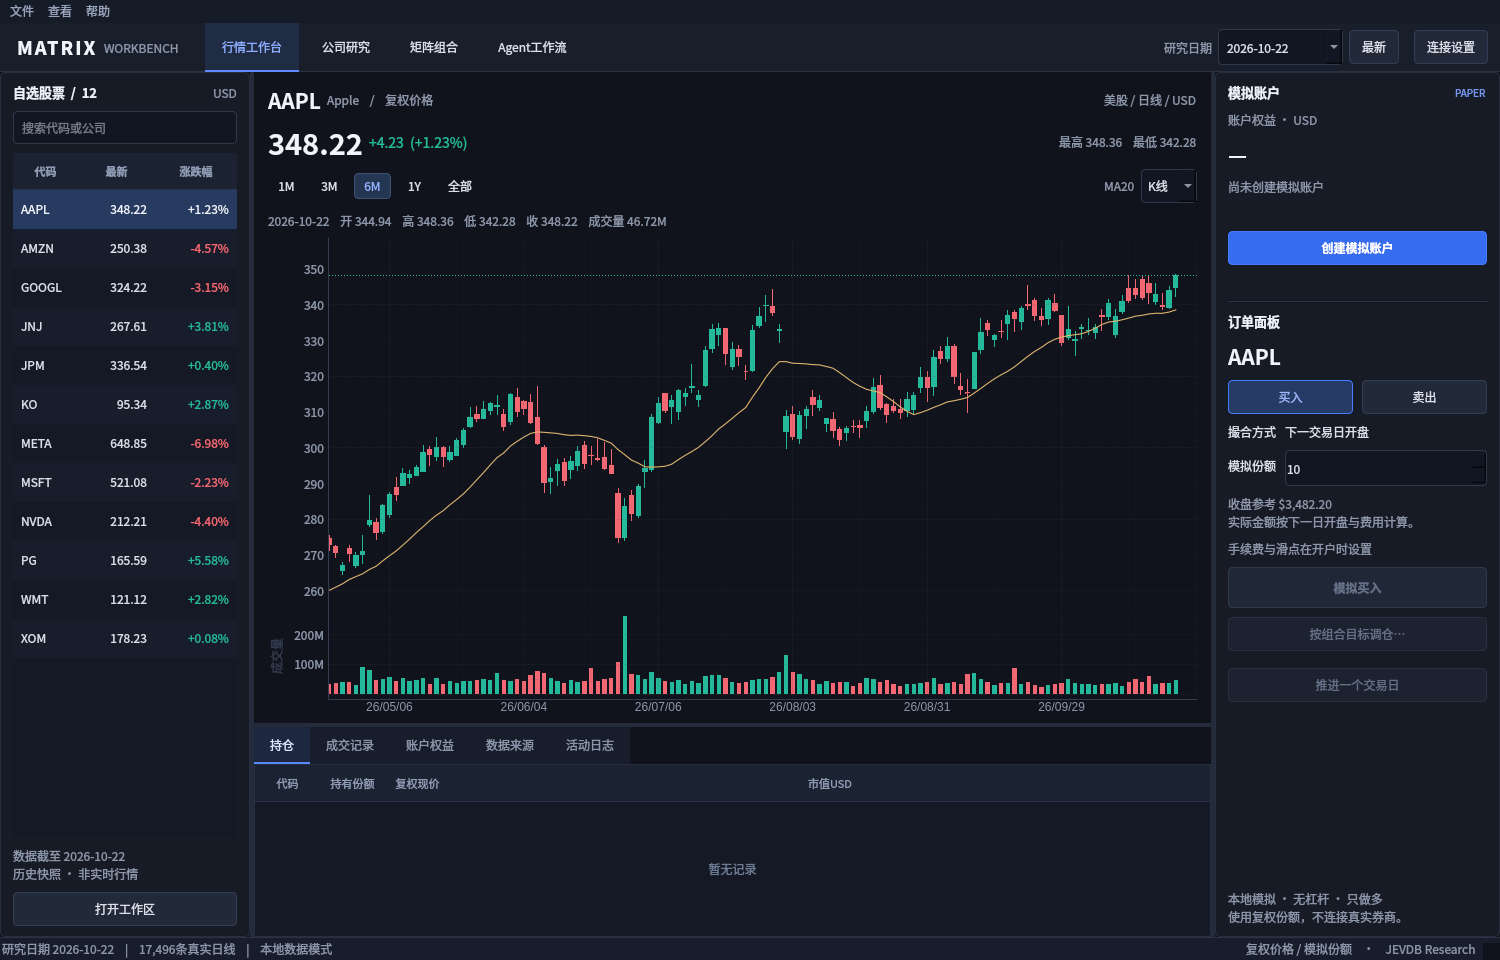 文件 查看 帮助
MATRIX WORKBENCH 行情工作台 公司研究 矩阵组合 Agent工作流 研究日期 2026-10-22 最新 连接设置
自选股票 / 12 USD
搜索代码或公司
代码 最新 涨跌幅
AAPL 348.22 +1.23%
AMZN 250.38 -4.57%
GOOGL 324.22 -3.15%
JNJ 267.61 +3.81%
JPM 336.54 +0.40%
KO 95.34 +2.87%
META 648.85 -6.98%
MSFT 521.08 -2.23%
NVDA 212.21 -4.40%
PG 165.59 +5.58%
WMT 121.12 +2.82%
XOM 178.23 +0.08%
数据截至 2026-10-22
历史快照 · 非实时行情
打开工作区
AAPL Apple / 复权价格 美股 / 日线 / USD
348.22 +4.23 (+1.23%) 最高 348.36 最低 342.28
1M 3M 6M 1Y 全部 MA20 K线
2026-10-22 开 344.94 高 348.36 低 342.28 收 348.22 成交量 46.72M
350
340
330
320
310
300
290
280
270
260
200M
100M
成交量
26/05/06 26/06/04 26/07/06 26/08/03 26/08/31 26/09/29
持仓 成交记录 账户权益 数据来源 活动日志
代码 持有份额 复权现价 市值USD
暂无记录
模拟账户 PAPER
账户权益 · USD
—
尚未创建模拟账户
创建模拟账户
订单面板
AAPL
买入 卖出
撮合方式 下一交易日开盘
模拟份额 10
收盘参考 $3,482.20
实际金额按下一日开盘与费用计算。
手续费与滑点在开户时设置
模拟买入
按组合目标调仓…
推进一个交易日
本地模拟 · 无杠杆 · 只做多
使用复权份额，不连接真实券商。
研究日期 2026-10-22 | 17,496条真实日线 | 本地数据模式 复权价格 / 模拟份额 · JEVDB Research